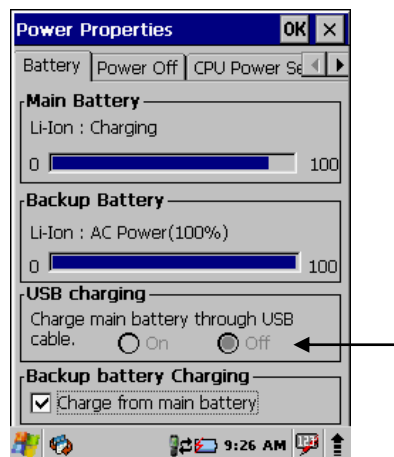 Power Properties OK ×
Battery Power Off CPU Power Se
Main Battery
Li-Ion : Charging
0 100
Backup Battery
Li-Ion : AC Power(100%)
0 100
USB charging
Charge main battery through USB
cable. On Off
Backup battery Charging
Charge from main battery
9:26 AM